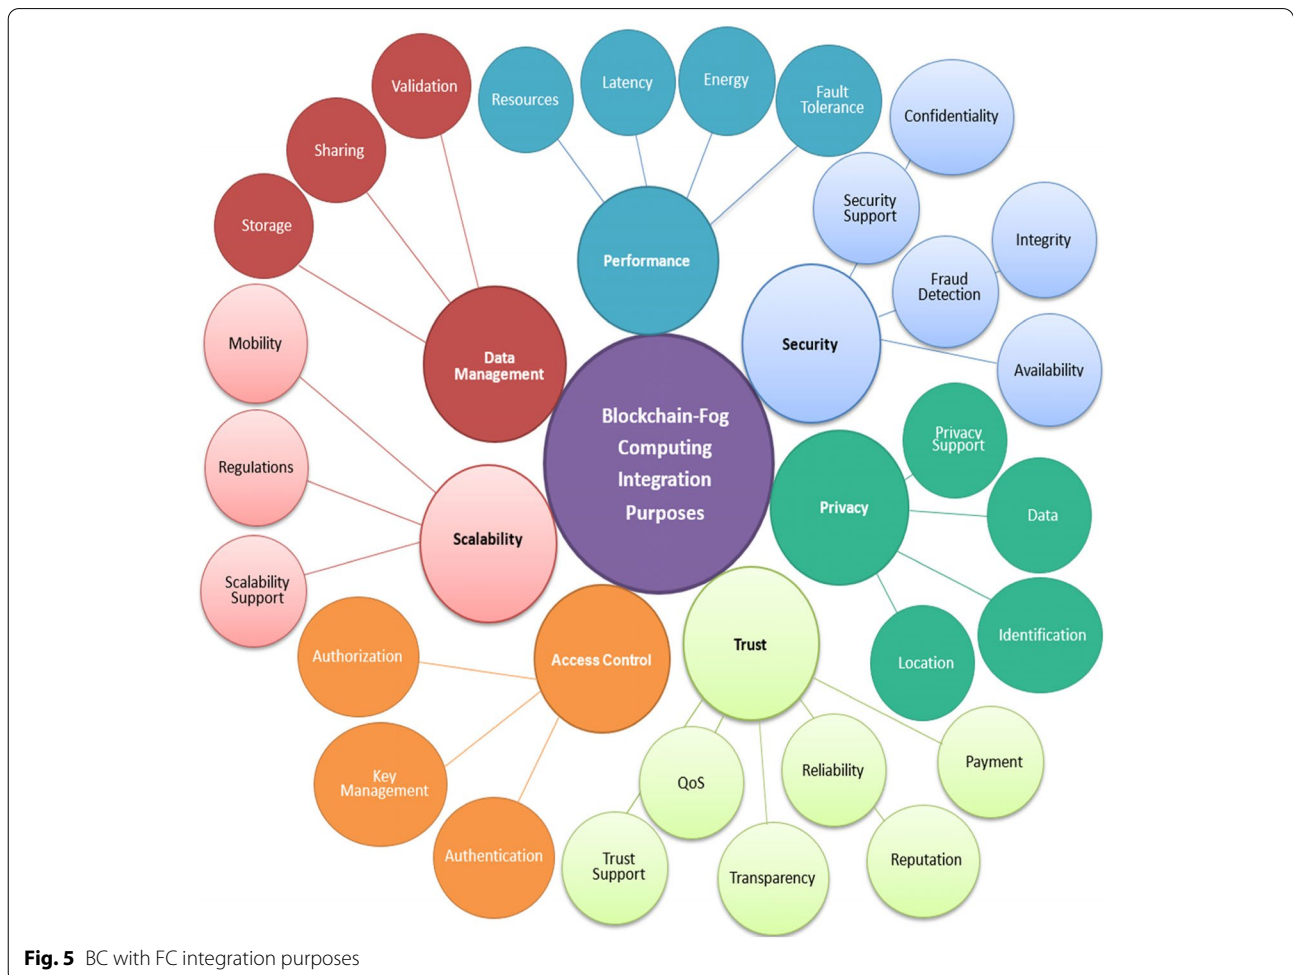 Validation
Resources
Latency
Energy
Fault
Tolerance
Confidentiality
Sharing
Security
Support
Storage
Integrity
Performance
Fraud
Detection
Mobility
Data
Management
Security
Availability
Blockchain-Fog
Computing
Integration
Purposes
Privacy
Support
Regulations
Privacy
Data
Scalability
Scalability
Support
Authorization
Access Control
Trust
Location
Identification
Key
Management
QoS
Reliability
Payment
Authentication
Trust
Support
Transparency
Reputation
Fig. 5 BC with FC integration purposes